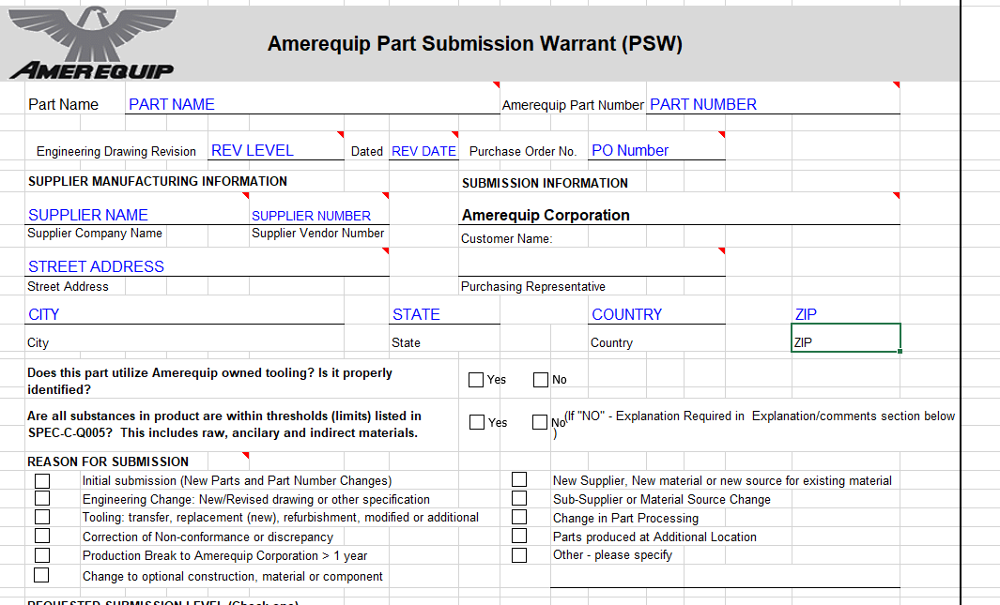 AMEREQUIP
Amerequip Part Submission Warrant (PSW)
Part Name PART NAME Amerequip Part Number PART NUMBER
Engineering Drawing Revision REV LEVEL Dated REV DATE Purchase Order No. PO Number
SUPPLIER MANUFACTURING INFORMATION SUBMISSION INFORMATION
SUPPLIER NAME SUPPLIER NUMBER Amerequip Corporation
Supplier Company Name Supplier Vendor Number Customer Name:
STREET ADDRESS
Street Address Purchasing Representative
CITY STATE COUNTRY ZIP
City State Country ZIP
Does this part utilize Amerequip owned tooling? Is it properly
identified? Yes No
Are all substances in product are within thresholds (limits) listed in
SPEC-C-Q005? This includes raw, ancilary and indirect materials. Yes No (If "NO" - Explanation Required in Explanation/comments section below
)
REASON FOR SUBMISSION
Initial submission (New Parts and Part Number Changes) New Supplier, New material or new source for existing material
Engineering Change: New/Revised drawing or other specification Sub-Supplier or Material Source Change
Tooling: transfer, replacement (new), refurbishment, modified or additional Change in Part Processing
Correction of Non-conformance or discrepancy Parts produced at Additional Location
Production Break to Amerequip Corporation > 1 year Other - please specify
Change to optional construction, material or component
REQUESTED SUBMISSION LEVEL (Check one)